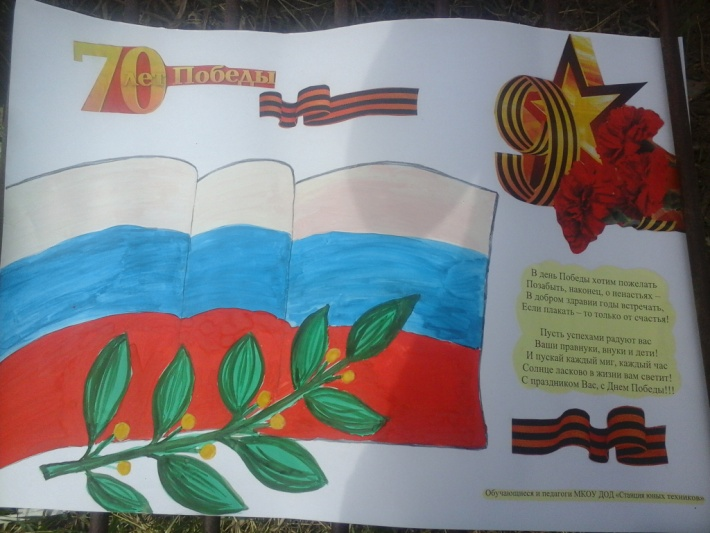 70 лет Победы
9
В день Победы хотим пожелать
Позабыть, наконец, о ненастьях –
В добром здравии годы встречать,
Если плакать – то только от счастья!
Пусть успехами радуют вас
Ваши правнуки, внуки и дети!
И пускай каждый миг, каждый час
Солнце ласково в жизни вам светит!
С праздником Вас, с Днем Победы!!!
Обучающиеся и педагоги МКОУ ДОД «Станция юных техников»